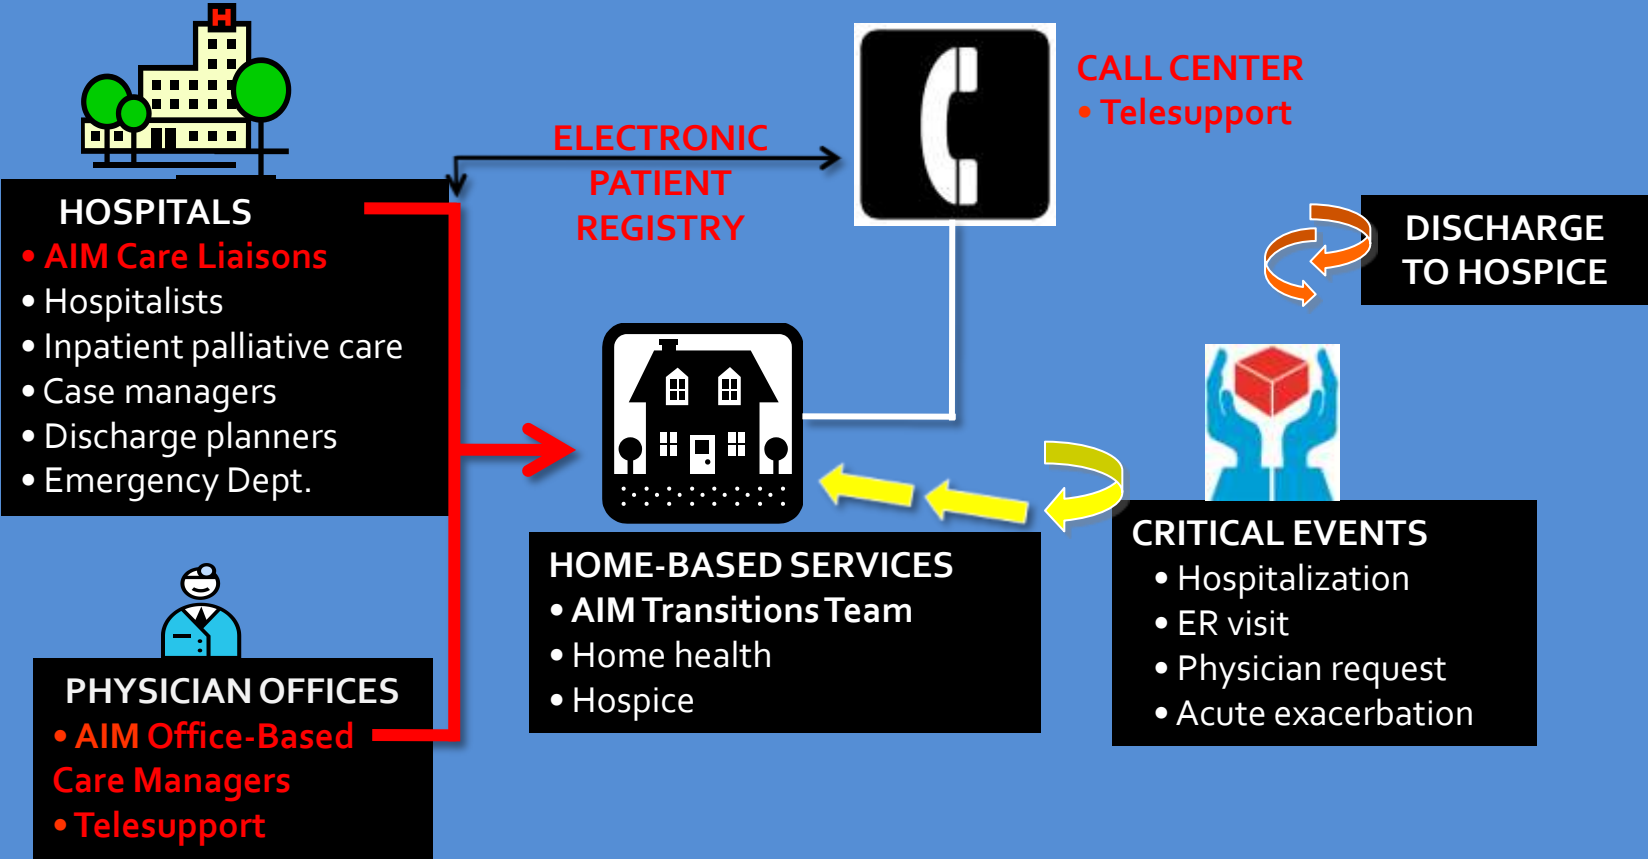 H
CALL CENTER
• Telesupport
ELECTRONIC
PATIENT
REGISTRY
HOSPITALS
• AIM Care Liaisons
• Hospitalists
• Inpatient palliative care
• Case managers
• Discharge planners
• Emergency Dept.
DISCHARGE
TO HOSPICE
HOME-BASED SERVICES
• AIM Transitions Team
• Home health
• Hospice
CRITICAL EVENTS
• Hospitalization
• ER visit
• Physician request
• Acute exacerbation
PHYSICIAN OFFICES
• AIM Office-Based
Care Managers
• Telesupport